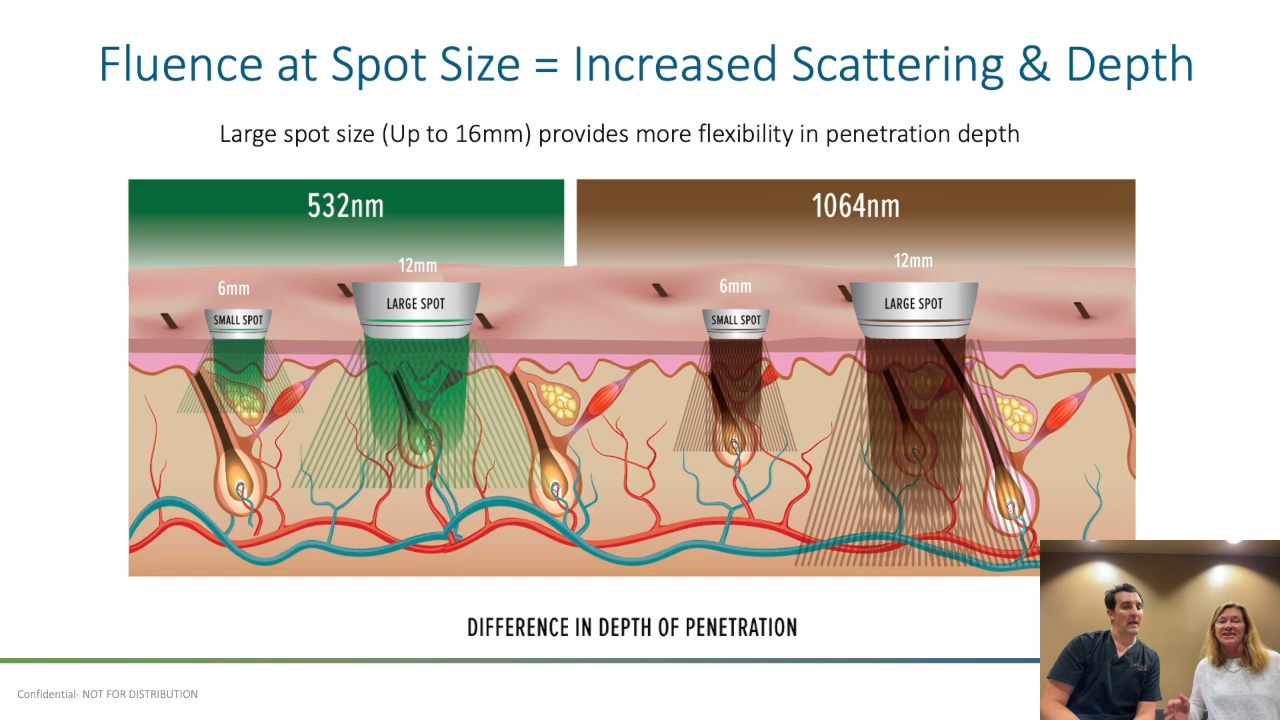 Fluence at Spot Size = Increased Scattering & Depth
Large spot size (Up to 16mm) provides more flexibility in penetration depth
532nm
1064nm
6mm
SMALL SPOT
12mm
LARGE SPOT
6mm
SMALL SPOT
12mm
LARGE SPOT
DIFFERENCE IN DEPTH OF PENETRATION
Confidential- NOT FOR DISTRIBUTION